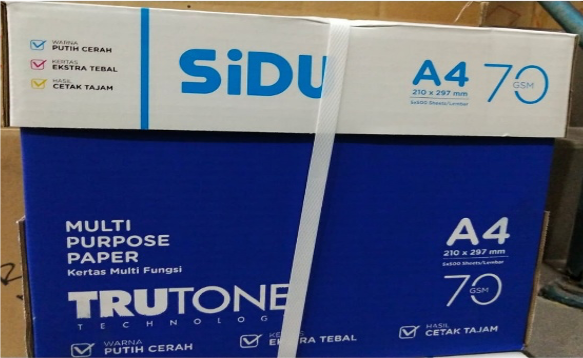 WARNA
PUTIH CERAH
KERTAS
EKSTRA TEBAL
HASIL
CETAK TAJAM
SiDU
A4
210 x 297 mm
5x500 Sheets/Lembar
70
GSM
MULTI
PURPOSE
PAPER
Kertas Multi Fungsi
TRUTONE
TECHNOLOG
A4
210 x 297 mm
5x500 Sheets/Lembar
70
GSM
WARNA
PUTIH CERAH
EKSTRA TEBAL
HASIL
CETAK TAJAM